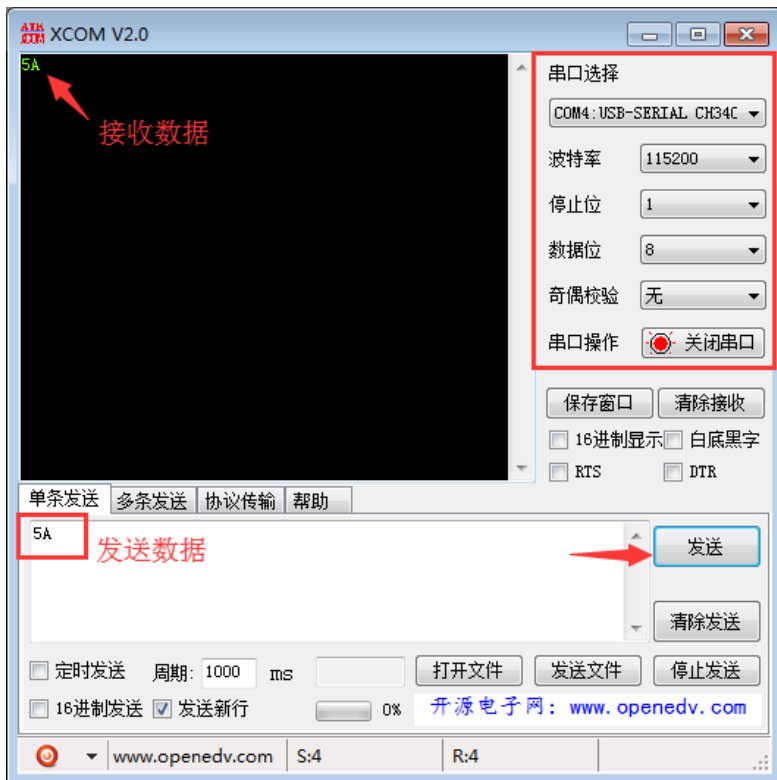 ATK
COM XCOM V2.0
5A
接收数据
串口选择
COM4:USB-SERIAL CH34C
波特率 115200
停止位 1
数据位 8
奇偶校验 无
串口操作 关闭串口
保存窗口 清除接收
16进制显示 白底黑字
RTS DTR
单条发送 多条发送 协议传输 帮助
5A
发送数据
发送
清除发送
定时发送 周期: 1000 ms 打开文件 发送文件 停止发送
16进制发送 发送新行 0% 开源电子网: www.openedv.com
www.openedv.com S:4 R:4